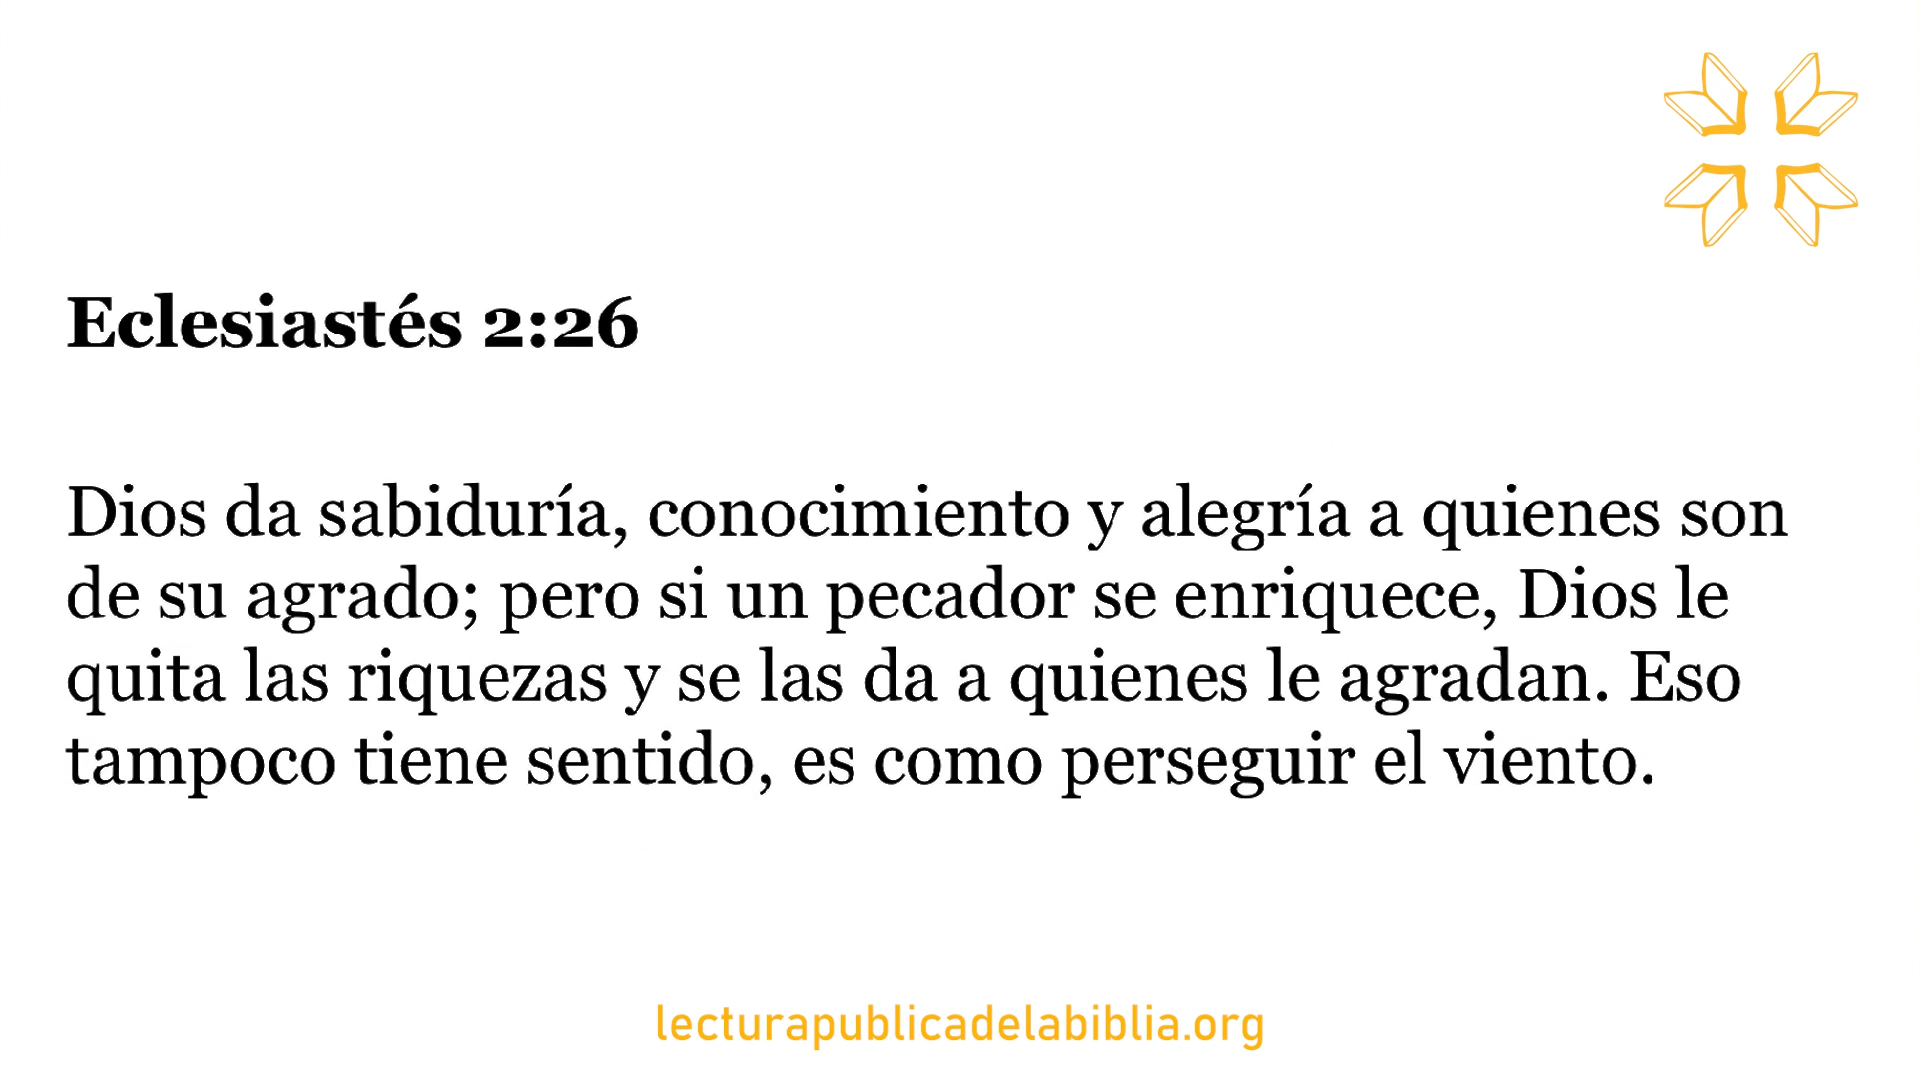 Eclesiastés 2:26
Dios da sabiduría, conocimiento y alegría a quienes son
de su agrado; pero si un pecador se enriquece, Dios le
quita las riquezas y se las da a quienes le agradan. Eso
tampoco tiene sentido, es como perseguir el viento.
lecturapublicadelabiblia.org